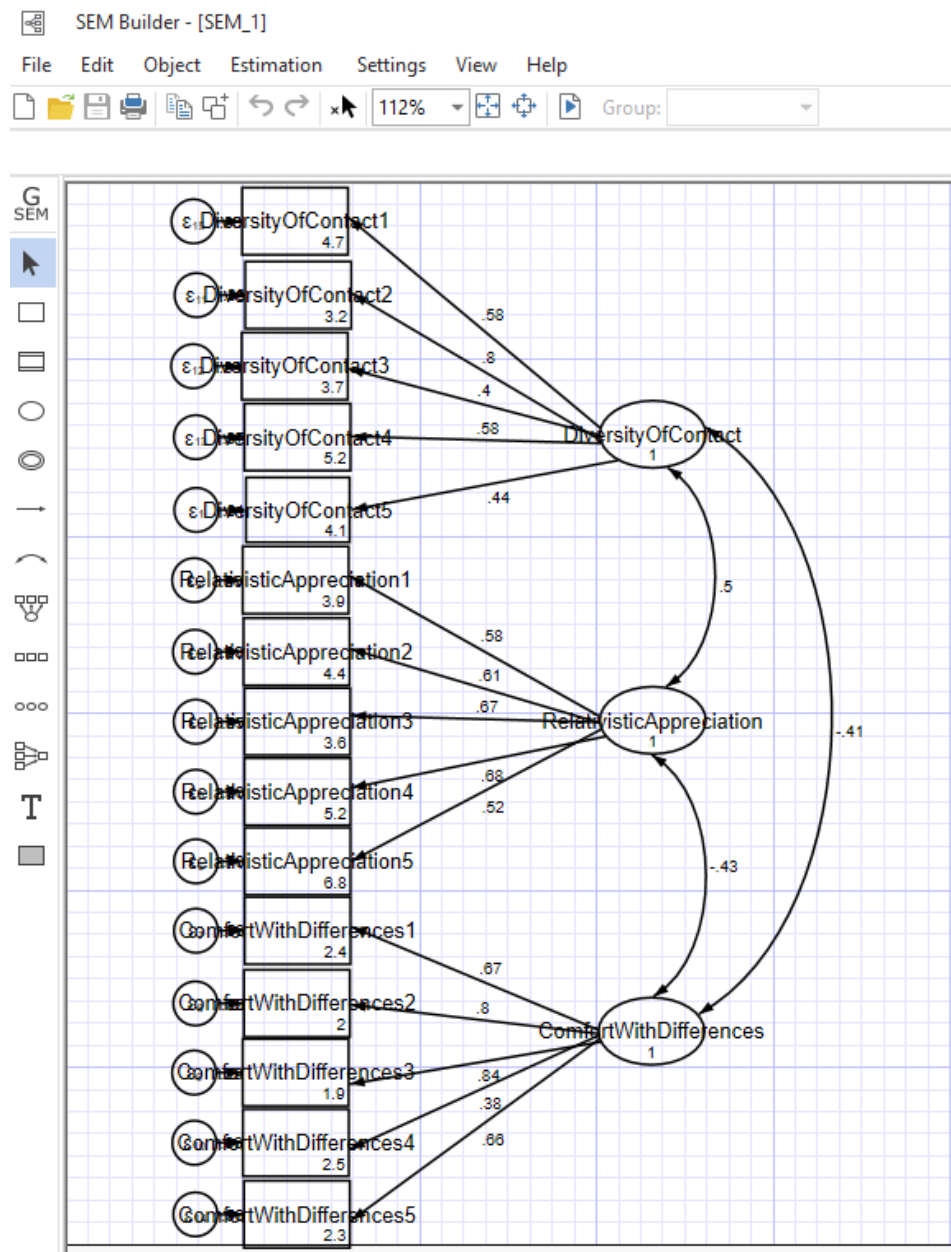 SEM Builder - [SEM_1]
File Edit Object Estimation Settings View Help
112% Group:
G
SEM
T
DiversityOfContact1
4.7
DiversityOfContact2
3.2
.58
DiversityOfContact3
3.7
.8
.4
DiversityOfContact4
5.2
.58
DiversityOfContact
1
DiversityOfContact5
4.1
.44
RelativisticAppreciation1
3.9
.5
RelativisticAppreciation2
4.4
.58
.61
RelativisticAppreciation3
3.6
.67
RelativisticAppreciation
1
-.41
RelativisticAppreciation4
5.2
.68
.52
RelativisticAppreciation5
6.8
-.43
ComfortWithDifferences1
2.4
.67
ComfortWithDifferences2
2
.8
ComfortWithDifferences
1
ComfortWithDifferences3
1.9
.84
.38
ComfortWithDifferences4
2.5
.66
ComfortWithDifferences5
2.3